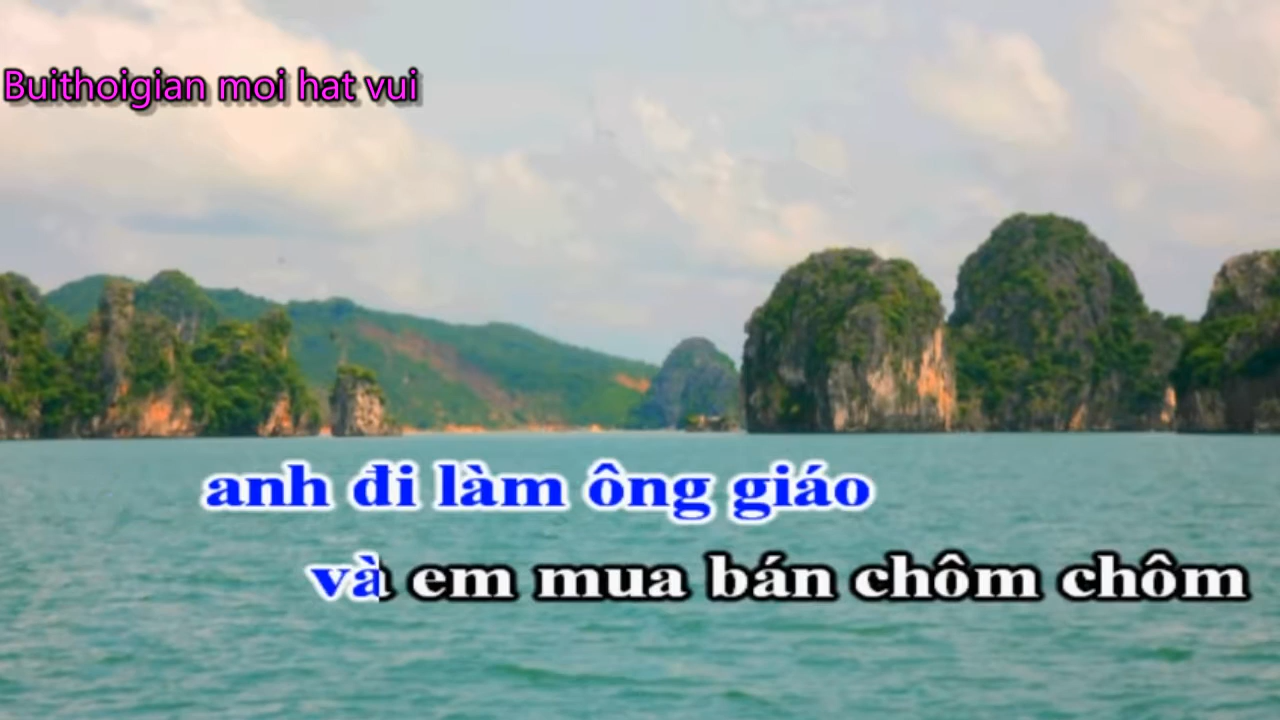 Buithoigian moi hat vui
anh đi làm ông giáo
và em mua bán chôm chôm